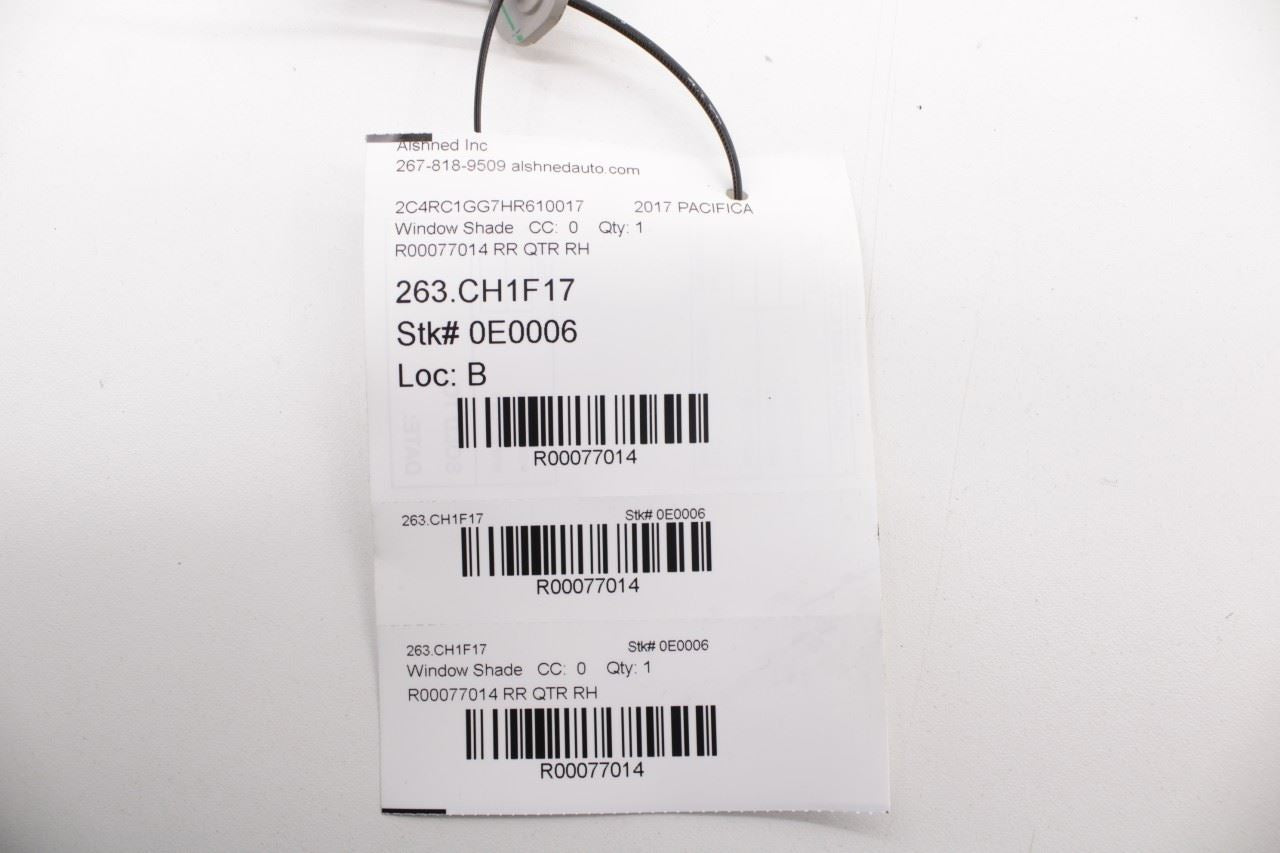 Alshned Inc
267-818-9509 alshnedauto.com
2C4RC1GG7HR610017 2017 PACIFICA
Window Shade CC: 0 Qty: 1
R00077014 RR QTR RH
263.CH1F17
Stk# 0E0006
Loc: B
R00077014
263.CH1F17 Stk# 0E0006
R00077014
263.CH1F17 Stk# 0E0006
Window Shade CC: 0 Qty: 1
R00077014 RR QTR RH
R00077014